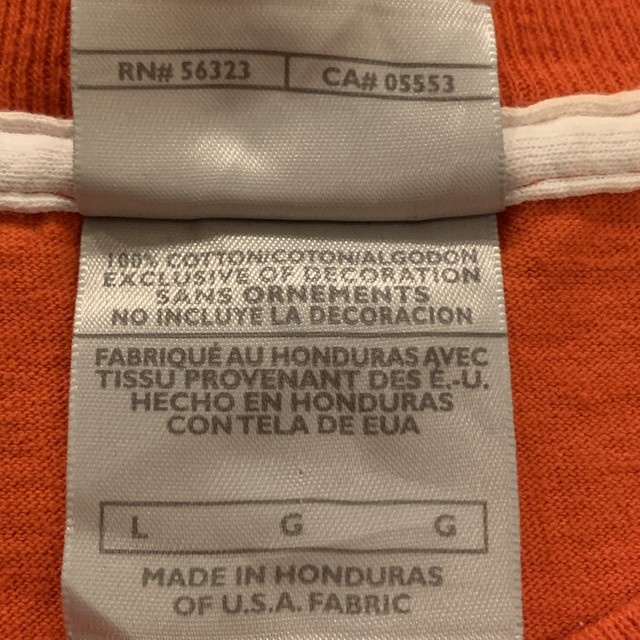 RN# 56323 CA# 05553
100% COTTON/COTON/ALGODON
EXCLUSIVE OF DECORATION
SANS ORNEMENTS
NO INCLUYE LA DECORACION
FABRIQUÉ AU HONDURAS AVEC
TISSU PROVENANT DES É.-U.
HECHO EN HONDURAS
CON TELA DE EUA
L G G
MADE IN HONDURAS
OF U.S.A. FABRIC